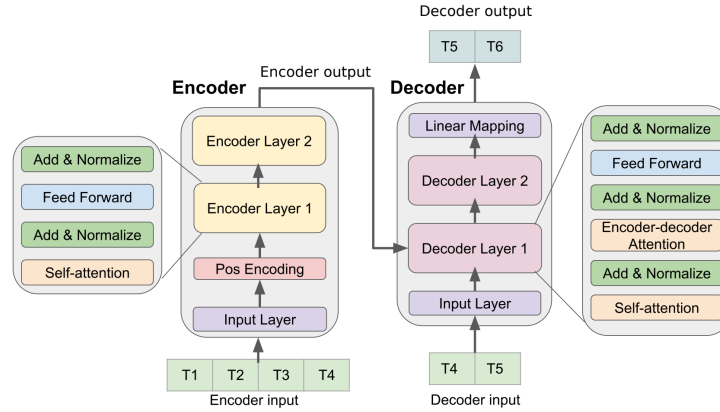 Decoder output
T5 T6
Encoder output
Encoder
Decoder
Encoder Layer 2
Encoder Layer 1
Pos Encoding
Input Layer
T1 T2 T3 T4
Encoder input
Add & Normalize
Feed Forward
Add & Normalize
Self-attention
Linear Mapping
Decoder Layer 2
Decoder Layer 1
Input Layer
T4 T5
Decoder input
Add & Normalize
Feed Forward
Add & Normalize
Encoder-decoder
Attention
Add & Normalize
Self-attention